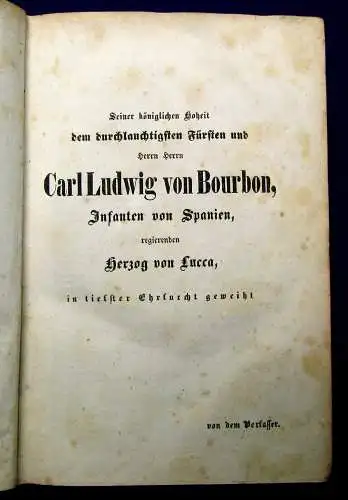 Seiner königlichen Hoheit
dem durchlauchtigsten Fürsten und
Herrn Herrn
Carl Ludwig von Bourbon,
Infanten von Spanien,
regierenden
Herzog von Lucca,
in tiefster Ehrfurcht geweiht
von dem Verfasser.